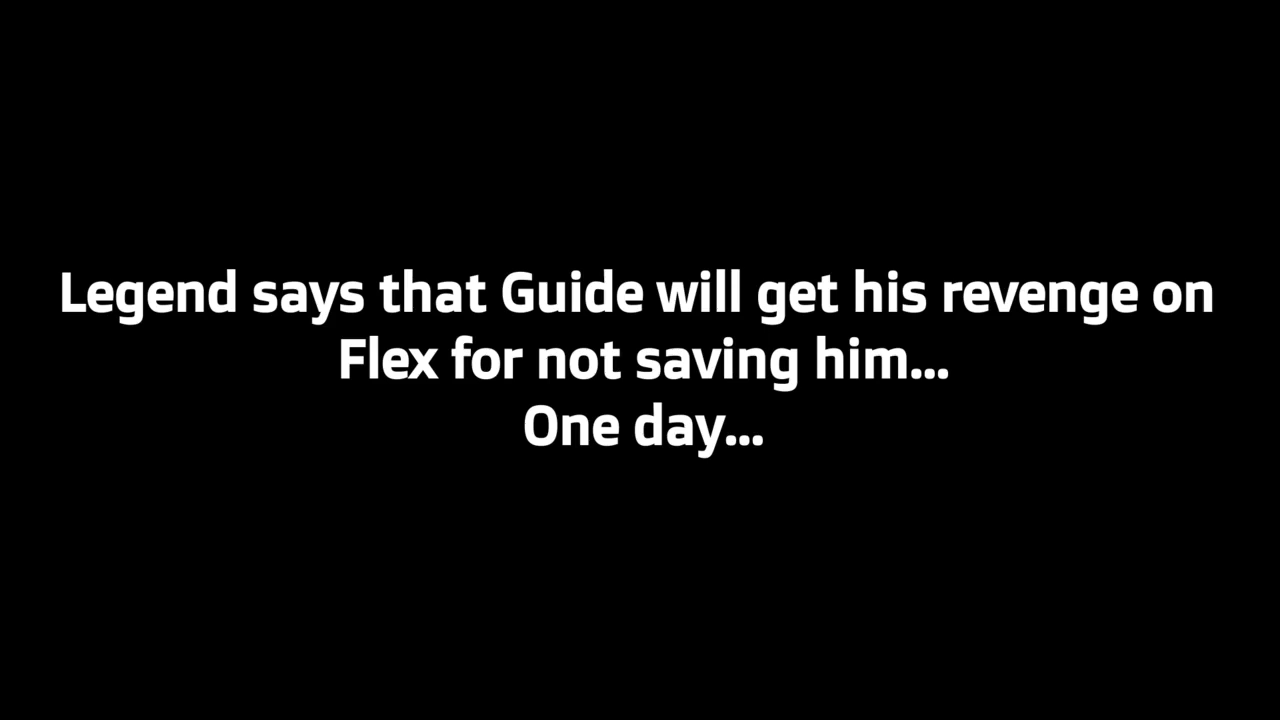 Legend says that Guide will get his revenge on
Flex for not saving him...
One day...